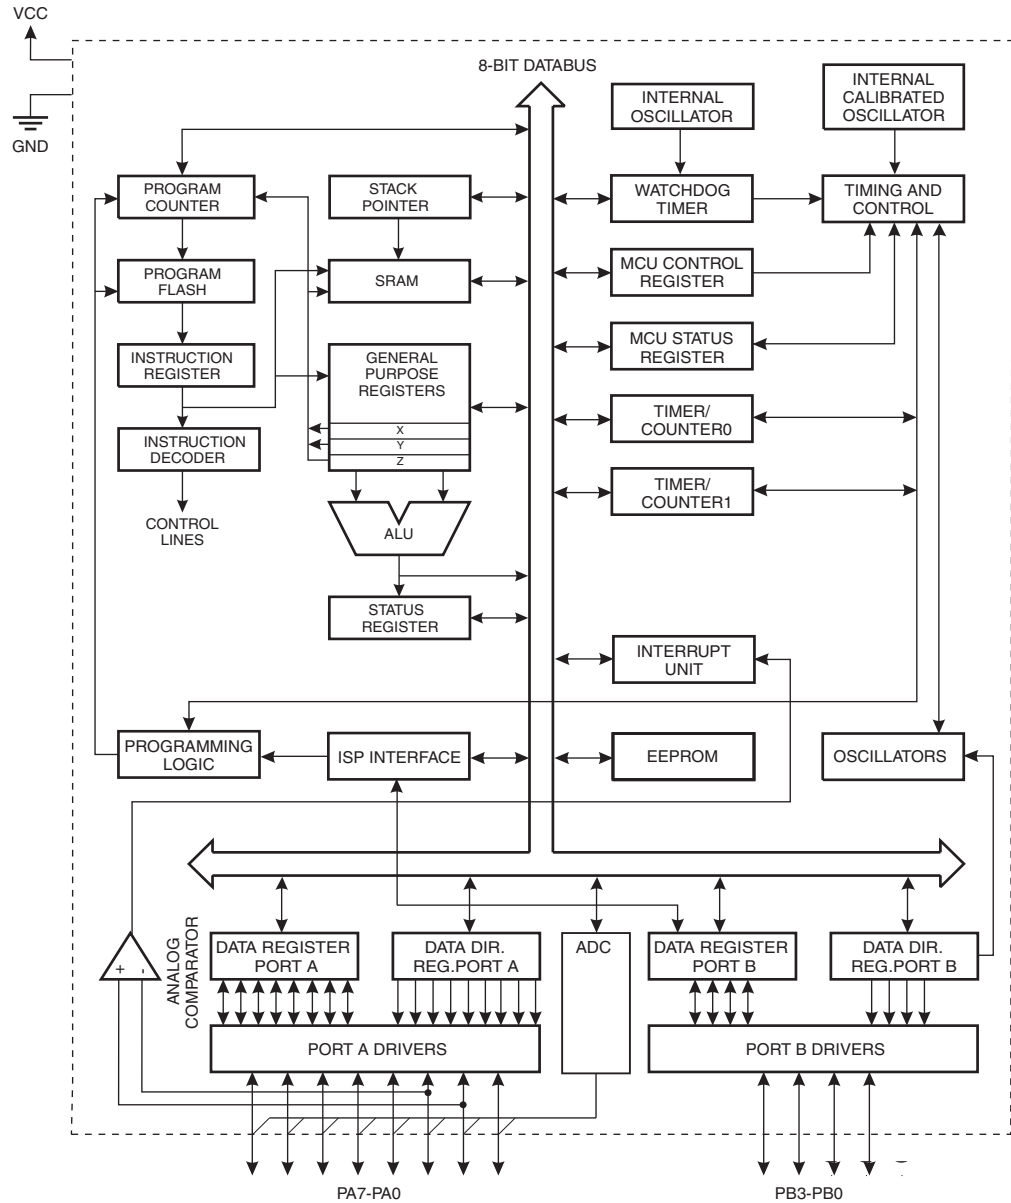 VCC
8-BIT DATABUS
INTERNAL
OSCILLATOR
INTERNAL
CALIBRATED
OSCILLATOR
GND
PROGRAM
COUNTER
STACK
POINTER
WATCHDOG
TIMER
TIMING AND
CONTROL
PROGRAM
FLASH
SRAM
MCU CONTROL
REGISTER
MCU STATUS
REGISTER
INSTRUCTION
REGISTER
GENERAL
PURPOSE
REGISTERS
X
Y
Z
TIMER/
COUNTER0
INSTRUCTION
DECODER
TIMER/
COUNTER1
CONTROL
LINES
ALU
STATUS
REGISTER
INTERRUPT
UNIT
PROGRAMMING
LOGIC
ISP INTERFACE
EEPROM
OSCILLATORS
ANALOG
COMPARATOR
+
-
DATA REGISTER
PORT A
DATA DIR.
REG.PORT A
ADC
DATA REGISTER
PORT B
DATA DIR.
REG.PORT B
PORT A DRIVERS
PORT B DRIVERS
PA7-PA0
PB3-PB0